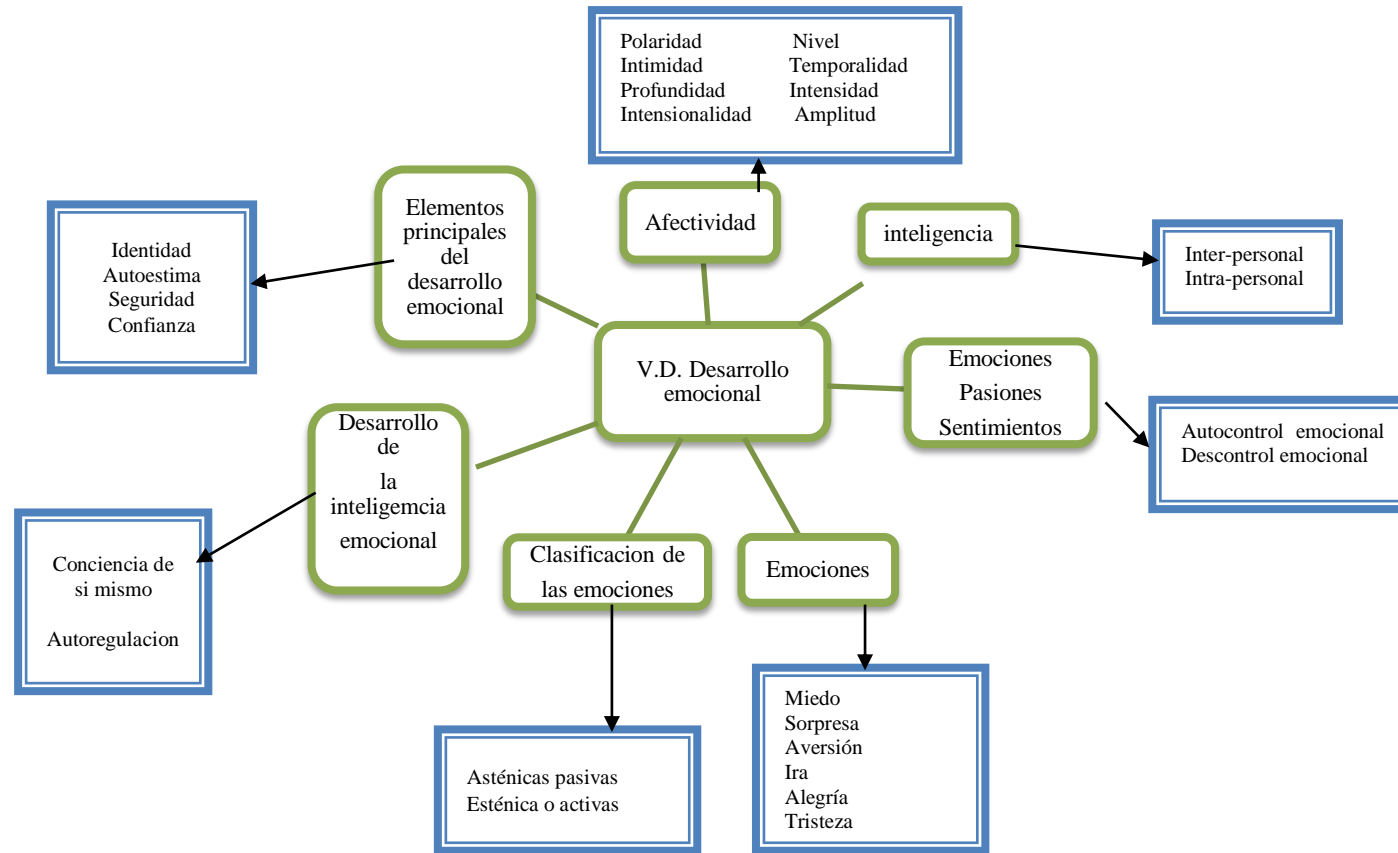 Polaridad Nivel
Intimidad Temporalidad
Profundidad Intensidad
Intensionalidad Amplitud
Elementos
principales
del
desarrollo
emocional
Afectividad
inteligencia
Identidad
Autoestima
Seguridad
Confianza
Inter-personal
Intra-personal
V.D. Desarrollo
emocional
Emociones
Pasiones
Sentimientos
Desarrollo
de
la
inteligemcia
emocional
Autocontrol emocional
Descontrol emocional
Conciencia de
si mismo
Autoregulacion
Clasificacion de
las emociones
Emociones
Asténicas pasivas
Esténica o activas
Miedo
Sorpresa
Aversión
Ira
Alegría
Tristeza